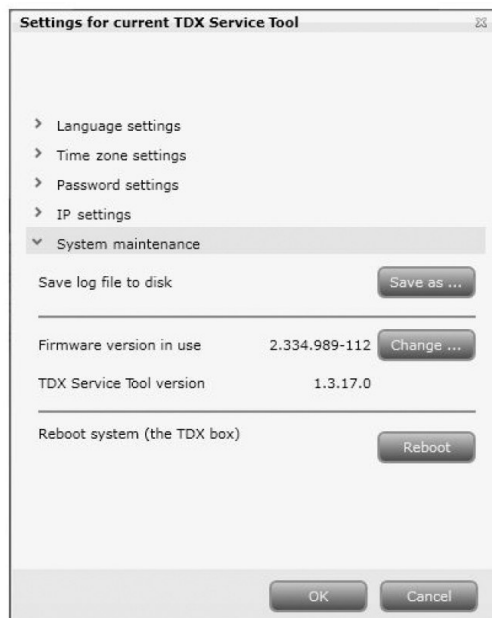 Settings for current TDX Service Tool
Language settings
Time zone settings
Password settings
IP settings
System maintenance
Save log file to disk Save as ...
Firmware version in use 2.334.989-112 Change ...
TDX Service Tool version 1.3.17.0
Reboot system (the TDX box) Reboot
OK Cancel